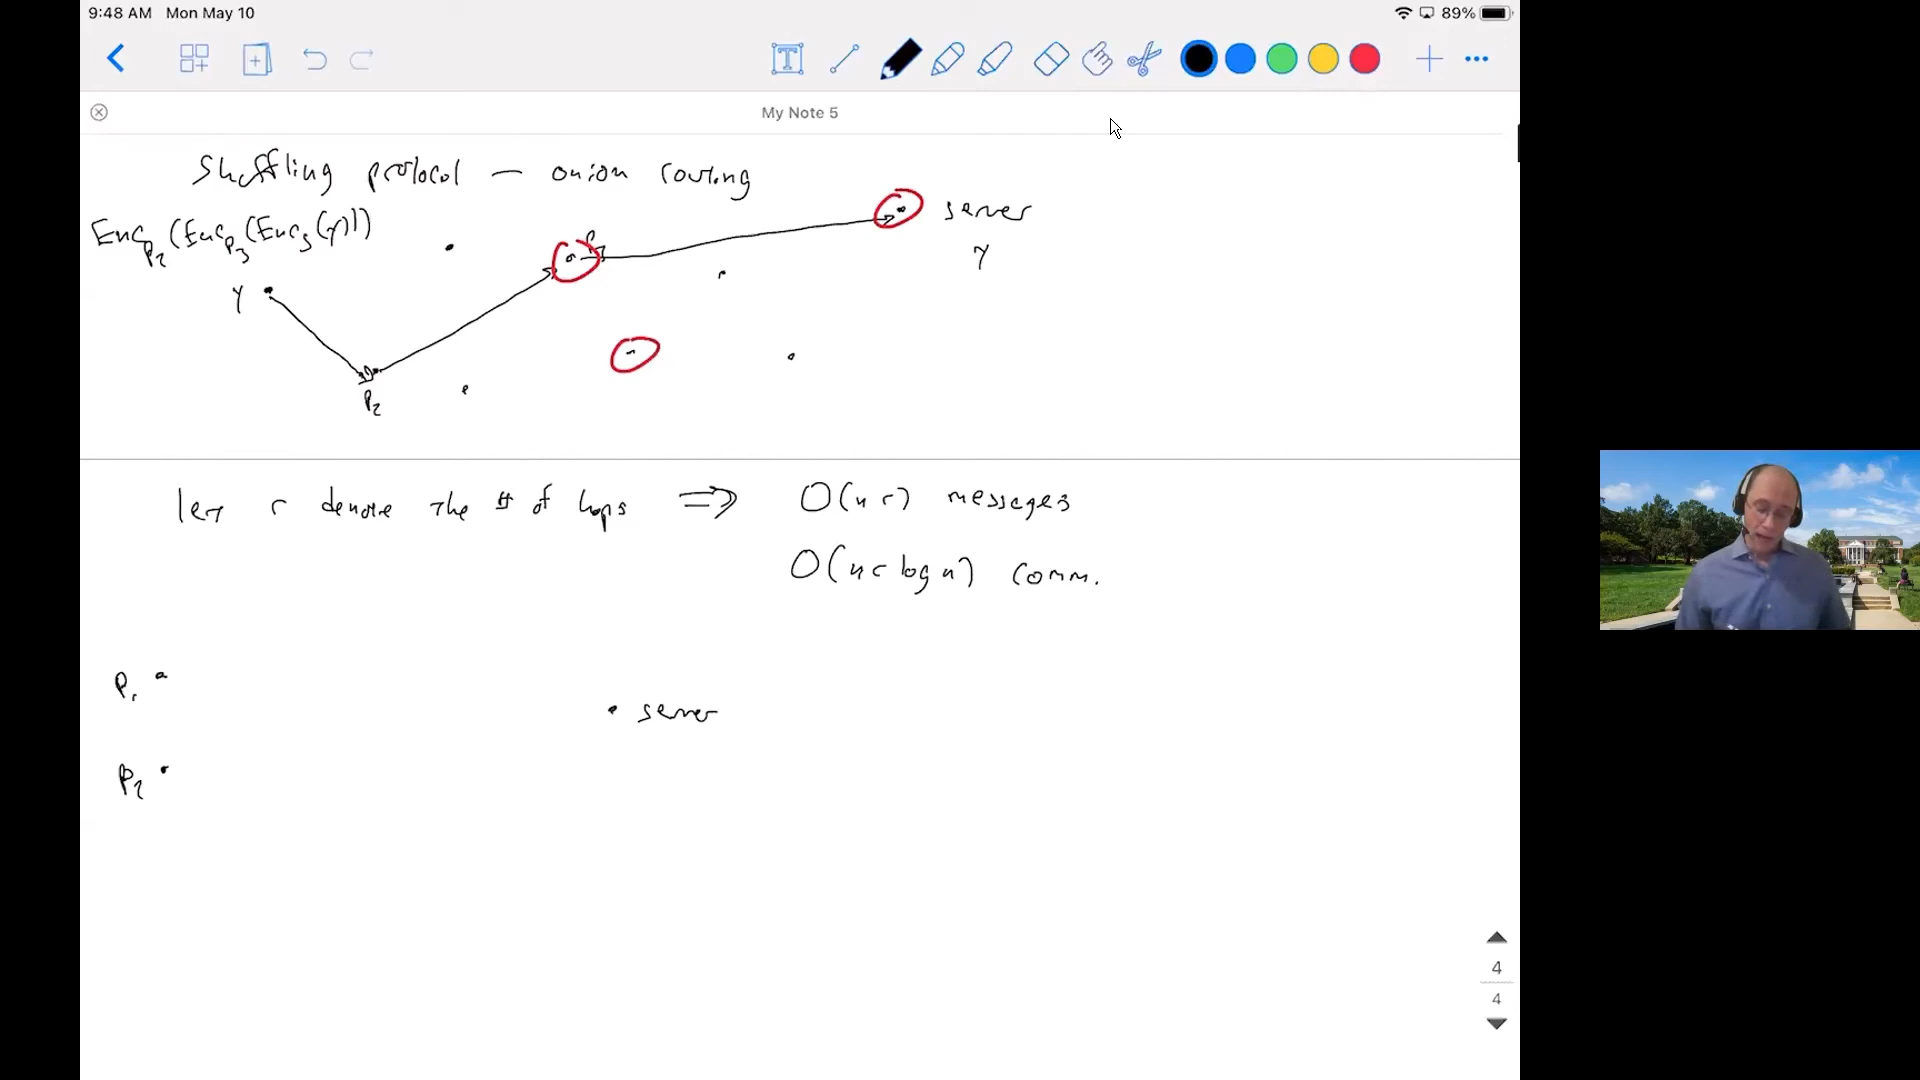 9:48 AM Mon May 10
89%
My Note 5
Shuffling protocol — onion routing
Enc_P2(Enc_P3(Enc_S(y)))
server
y
P3
y
P2
let r denote the # of hops ⇒ O(nr) messages
O(nr log n) comm.
P1
server
P2
4
4